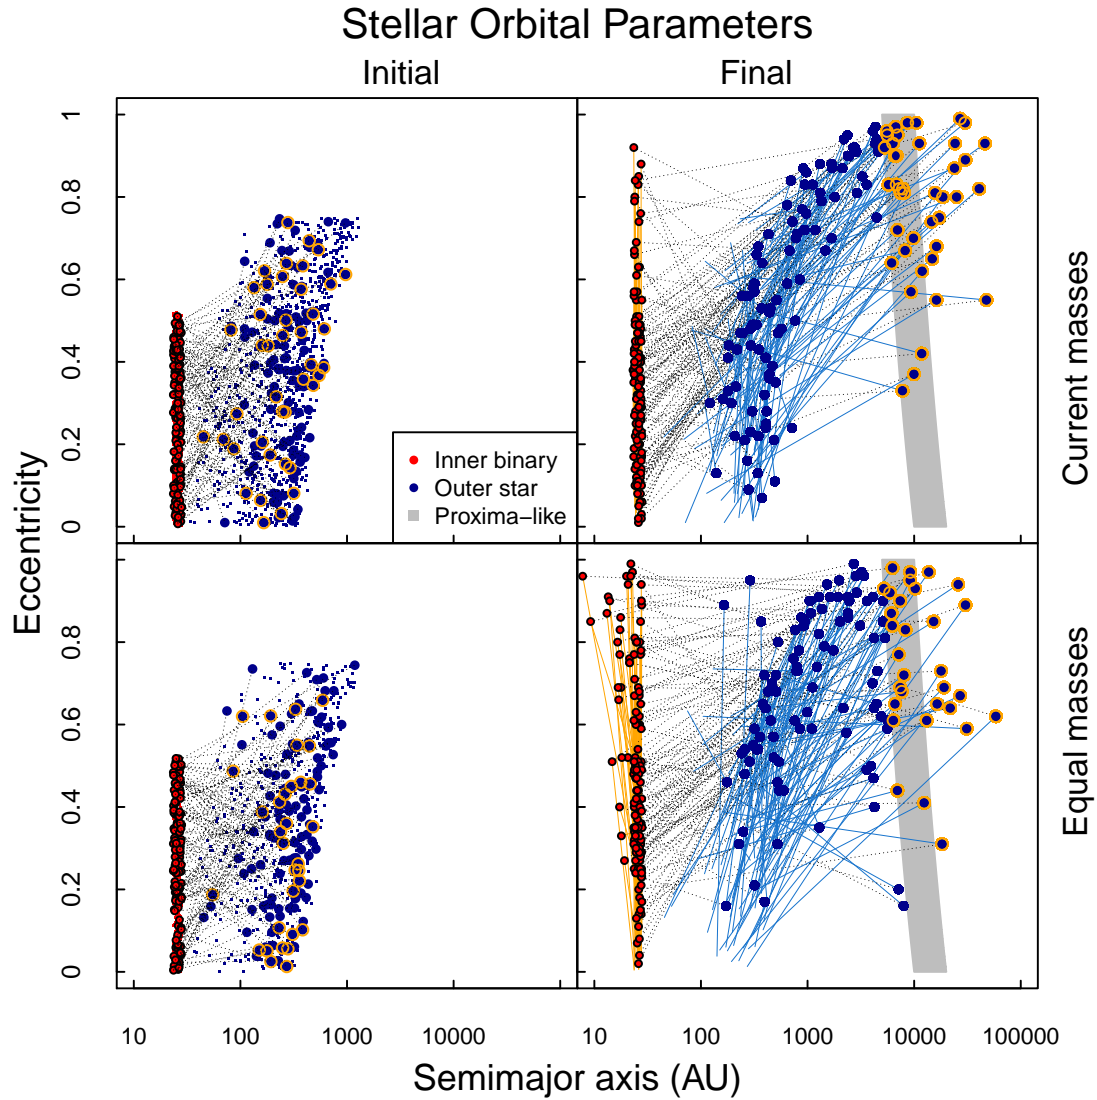 Stellar Orbital Parameters
Initial
Final
1
0.8
0.6
0.4
0.2
0
Eccentricity
Inner binary
Outer star
Proxima−like
Current masses
0.8
0.6
0.4
0.2
0
Equal masses
10 100 1000 10000
10 100 1000 10000 100000
Semimajor axis (AU)